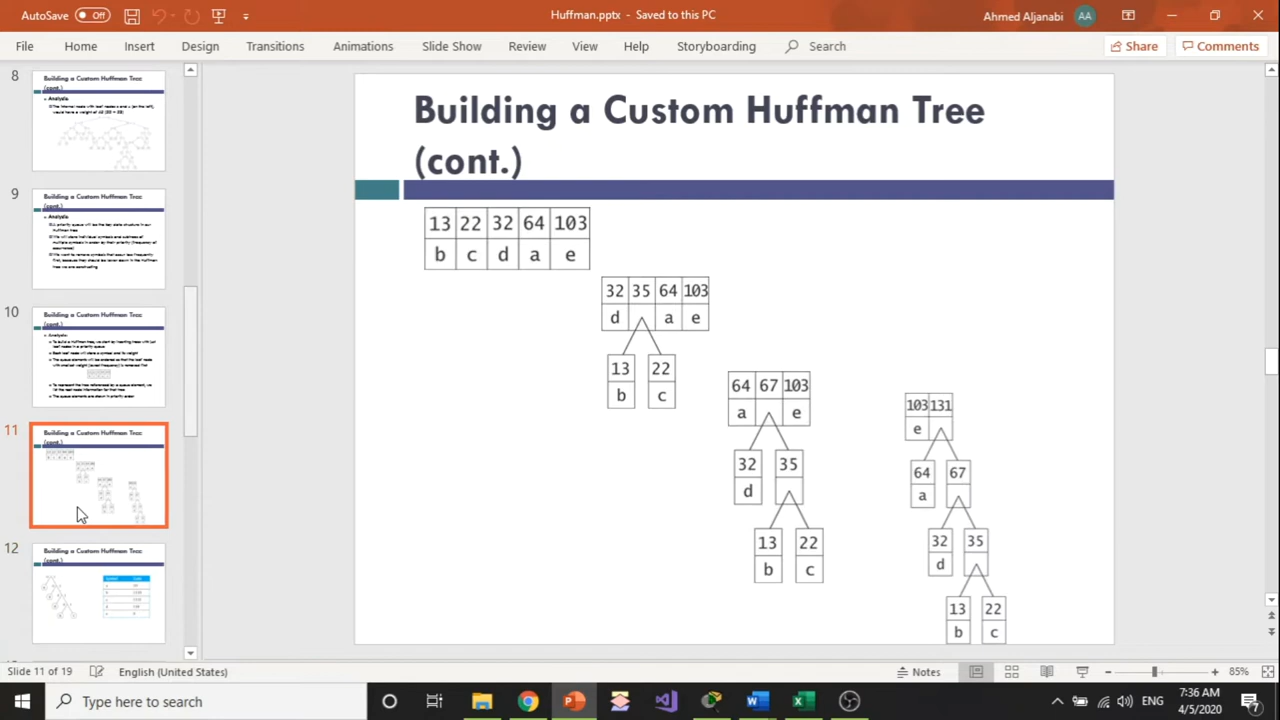 AutoSave Off
Huffman.pptx - Saved to this PC
Ahmed Aljanabi AA
File Home Insert Design Transitions Animations Slide Show Review View Help Storyboarding Search Share Comments
8
Building a Custom Huffman Tree
(cont.)
Analysis
9
Building a Custom Huffman Tree
(cont.)
Analysis
10
Building a Custom Huffman Tree
(cont.)
Analysis:
11
Building a Custom Huffman Tree
(cont.)
12
Building a Custom Huffman Tree
(cont.)
Building a Custom Huffman Tree
(cont.)
13 22 32 64 103
b c d a e
32 35 64 103
d a e
13 22
b c
64 67 103
a e
32 35
d
13 22
b c
103 131
e
64 67
a
32 35
d
13 22
b c
Slide 11 of 19
English (United States)
Notes
85%
Type here to search
ENG
7:36 AM
4/5/2020
7